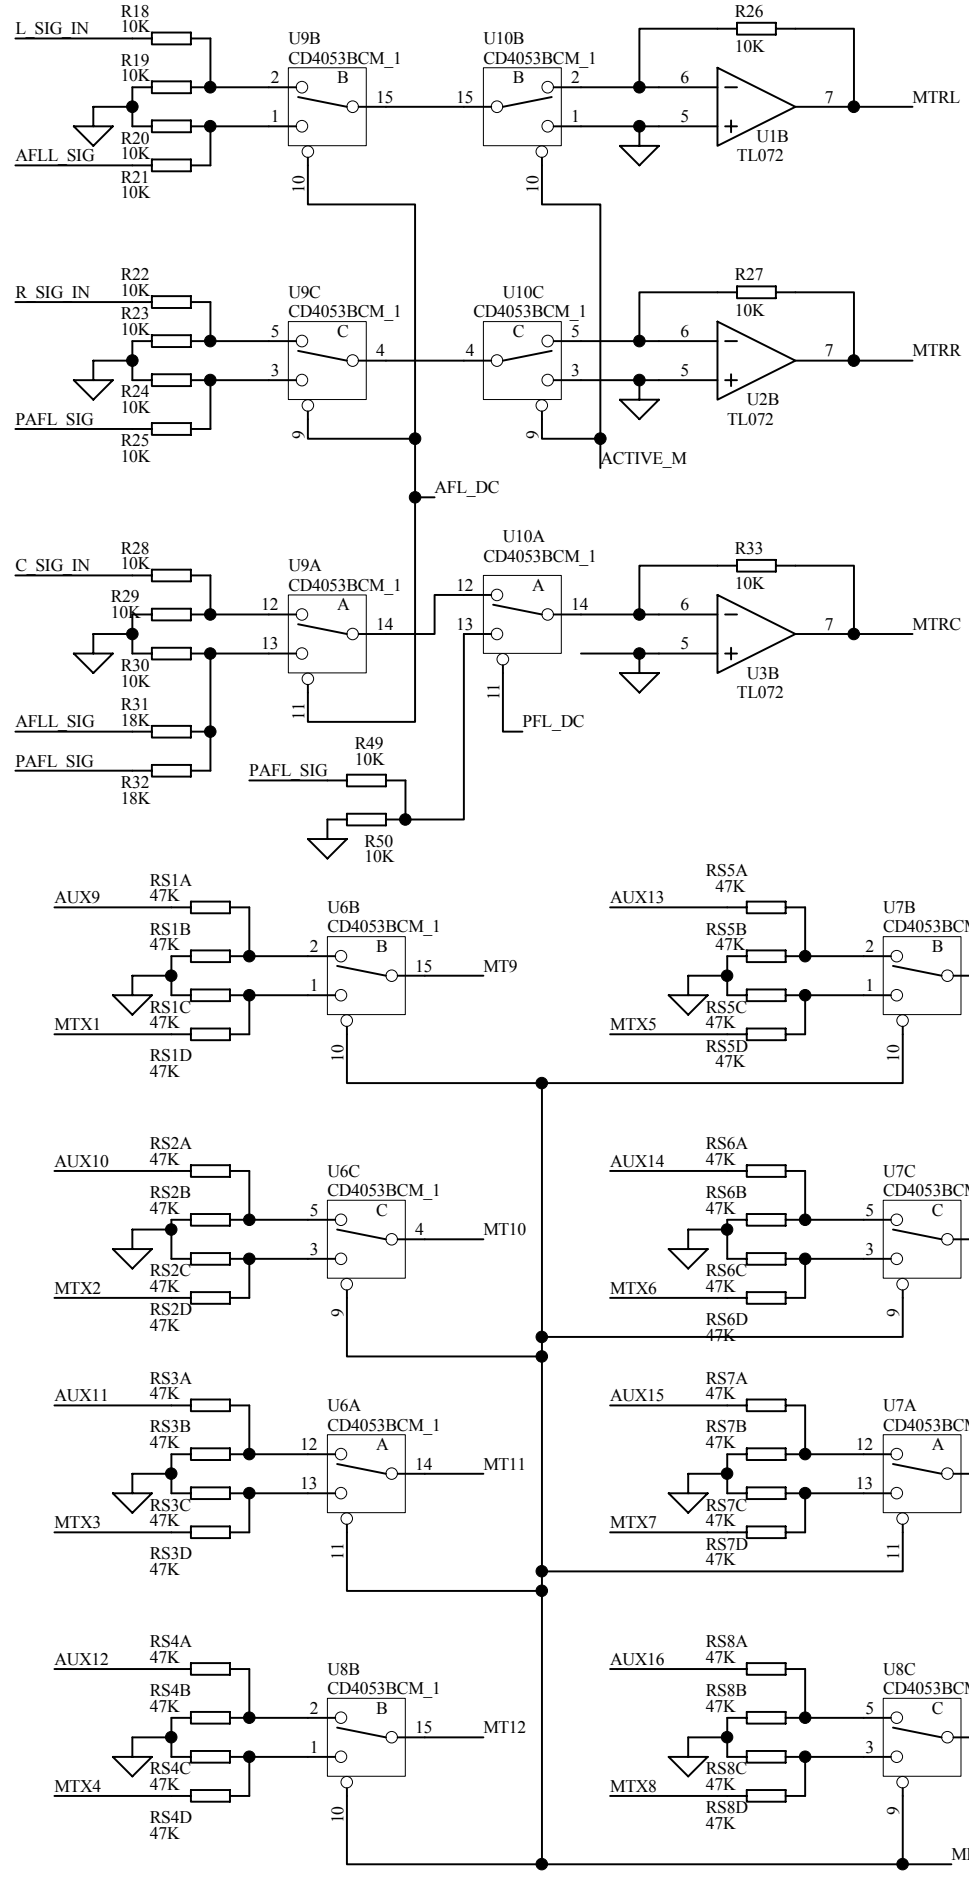 R18
10K
L_SIG_IN
R19
10K
R20
10K
AFLL_SIG
R21
10K
U9B
CD4053BCM_1
B
2
1
15
10
U10B
CD4053BCM_1
B
15
2
1
10
R26
10K
6
5
7
U1B
TL072
MTRL
R22
10K
R_SIG_IN
R23
10K
R24
10K
PAFL_SIG
R25
10K
U9C
CD4053BCM_1
C
5
3
4
9
U10C
CD4053BCM_1
C
4
5
3
9
ACTIVE_M
AFL_DC
R27
10K
6
5
7
U2B
TL072
MTRR
R28
10K
C_SIG_IN
R29
10K
R30
10K
AFLL_SIG
R31
18K
PAFL_SIG
R32
18K
U9A
CD4053BCM_1
A
12
13
14
11
U10A
CD4053BCM_1
A
12
13
14
11
PFL_DC
R33
10K
6
5
7
U3B
TL072
MTRC
R49
10K
PAFL_SIG
R50
10K
RS1A
47K
AUX9
RS1B
47K
RS1C
47K
MTX1
RS1D
47K
U6B
CD4053BCM_1
B
2
1
15
MT9
10
RS5A
47K
AUX13
RS5B
47K
RS5C
47K
MTX5
RS5D
47K
U7B
CD4053BCM
B
2
1
10
RS2A
47K
AUX10
RS2B
47K
RS2C
47K
MTX2
RS2D
47K
U6C
CD4053BCM_1
C
5
3
4
MT10
9
RS6A
47K
AUX14
RS6B
47K
RS6C
47K
MTX6
RS6D
47K
U7C
CD4053BCM
C
5
3
9
RS3A
47K
AUX11
RS3B
47K
RS3C
47K
MTX3
RS3D
47K
U6A
CD4053BCM_1
A
12
13
14
MT11
11
RS7A
47K
AUX15
RS7B
47K
RS7C
47K
MTX7
RS7D
47K
U7A
CD4053BCM
A
12
13
11
RS4A
47K
AUX12
RS4B
47K
RS4C
47K
MTX4
RS4D
47K
U8B
CD4053BCM_1
B
2
1
15
MT12
10
RS8A
47K
AUX16
RS8B
47K
RS8C
47K
MTX8
RS8D
47K
U8C
CD4053BCM
C
5
3
9